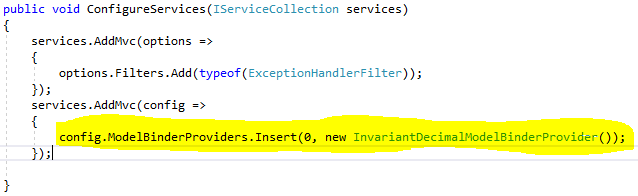 public void ConfigureServices(IServiceCollection services)
{
services.AddMvc(options =>
{
options.Filters.Add(typeof(ExceptionHandlerFilter));
});
services.AddMvc(config =>
{
config.ModelBinderProviders.Insert(0, new InvariantDecimalModelBinderProvider());
});
}